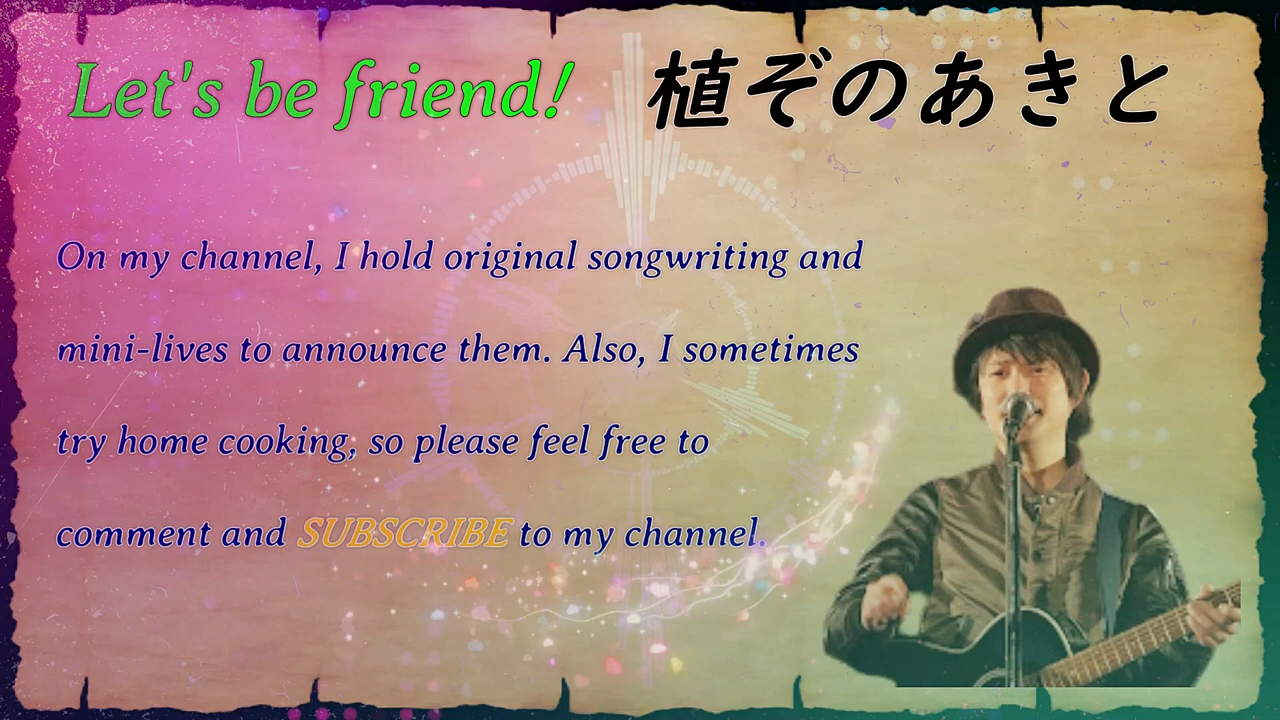 Let's be friend! 植ぞのあきと
On my channel, I hold original songwriting and
mini-lives to announce them. Also, I sometimes
try home cooking, so please feel free to
comment and SUBSCRIBE to my channel.